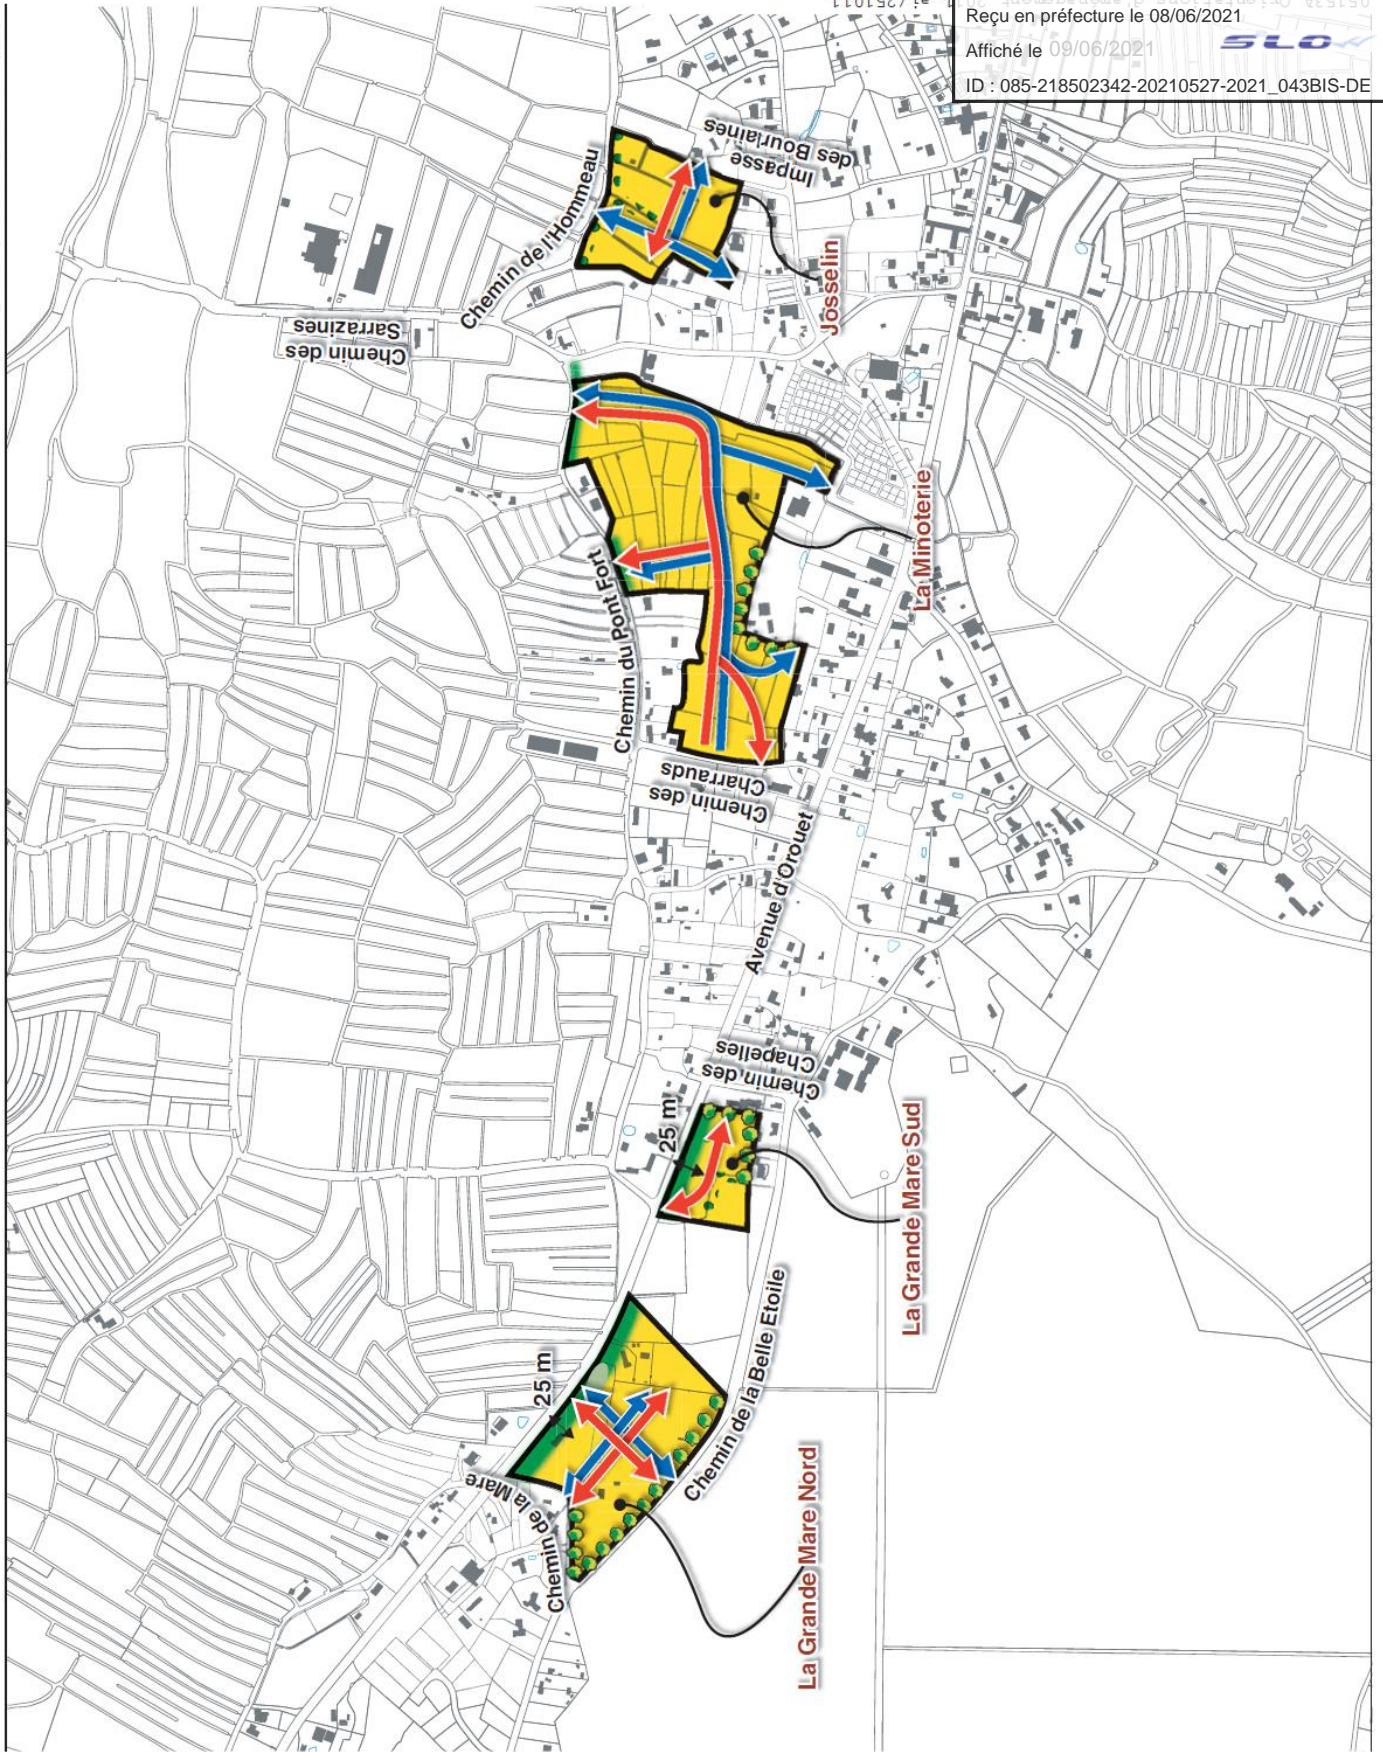 Reçu en préfecture le 08/06/2021
Affiché le 09/06/2021
SLOW
ID : 085-218502342-20210527-2021_043BIS-DE
Impasse
des Bourlaines
Chemin de l'Hommeau
Josselin
Chemin des
Sarrazines
La Minoterie
Chemin du Pont Fort
Chemin des
Charrauds
Avenue d'Orouet
Chemin des
Chapelles
25 m
La Grande Mare Sud
Chemin de la Belle Etoile
25 m
Chemin de la Mare
La Grande Mare Nord